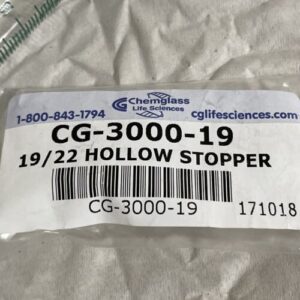 Chemglass
Life Sciences
1-800-843-1794
cglifesciences.com
CG-3000-19
19/22 HOLLOW STOPPER
CG-3000-19
171018